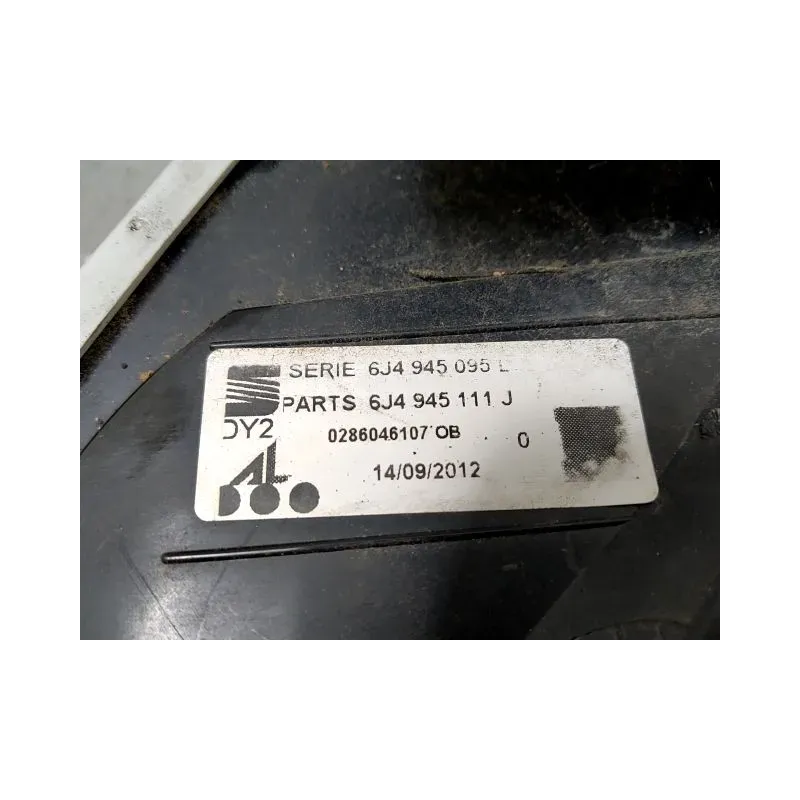 SERIE 6J4 945 095 L
PARTS 6J4 945 111 J
DY2
0286046107 OB 0
AL
14/09/2012